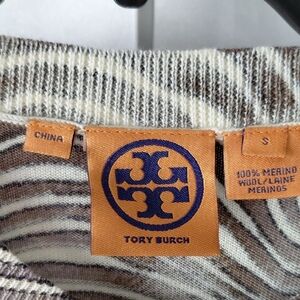 CHINA
TORY BURCH
S
100% MERINO
WOOL/LAINE
MERINOS